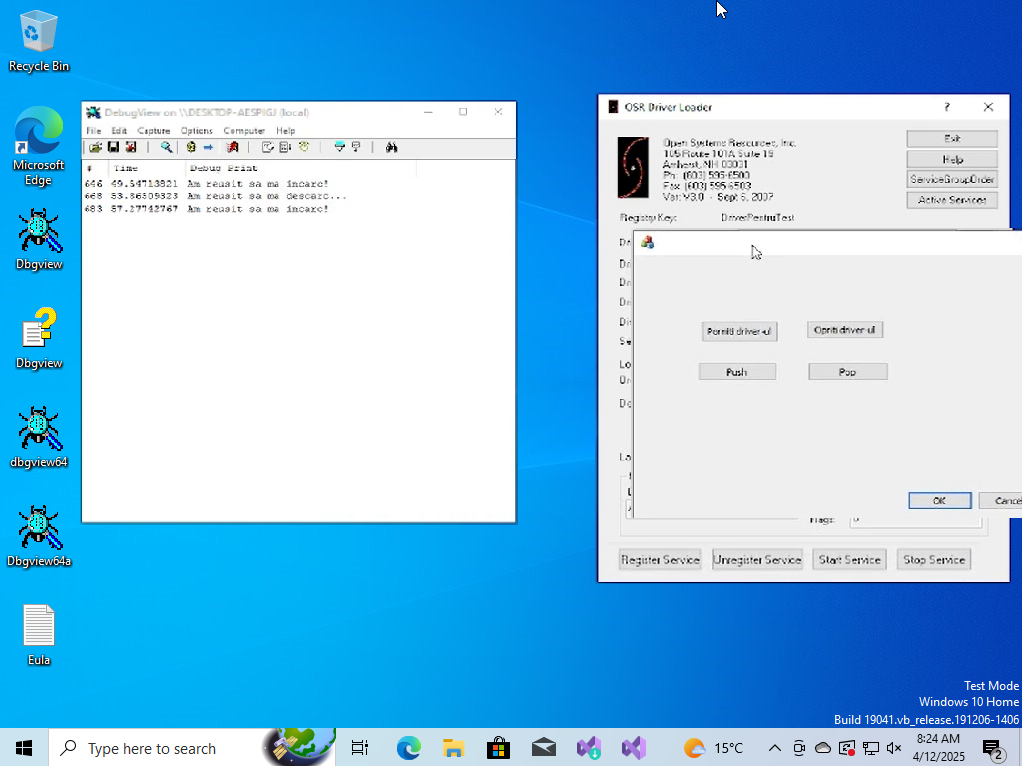 Recycle Bin
Microsoft
Edge
Dbgview
Dbgview
dbgview64
Dbgview64a
Eula
DebugView on \\DESKTOP-AESPIGJ (local)
File Edit Capture Options Computer Help
# Time Debug Print
646 49.54713821 Am reusit sa ma incarc!
668 53.86509323 Am reusit sa ma descarc...
683 57.27742767 Am reusit sa ma incarc!
OSR Driver Loader
?
Open Systems Resources, Inc.
105 Route 101A Suite 19
Amherst, NH 03031
Ph: (603) 595-6500
Fax: (603) 595-6503
Ver: V3.0 - Sept 6, 2007
Exit
Help
ServiceGroupOrder
Active Services
Registry Key: DriverPentruTest
Porniti driver-ul
Opriti driver-ul
Push
Pop
OK
Cancel
Register Service
Unregister Service
Start Service
Stop Service
Test Mode
Windows 10 Home
Build 19041.vb_release.191206-1406
Type here to search
15°C
8:24 AM
4/12/2025
2